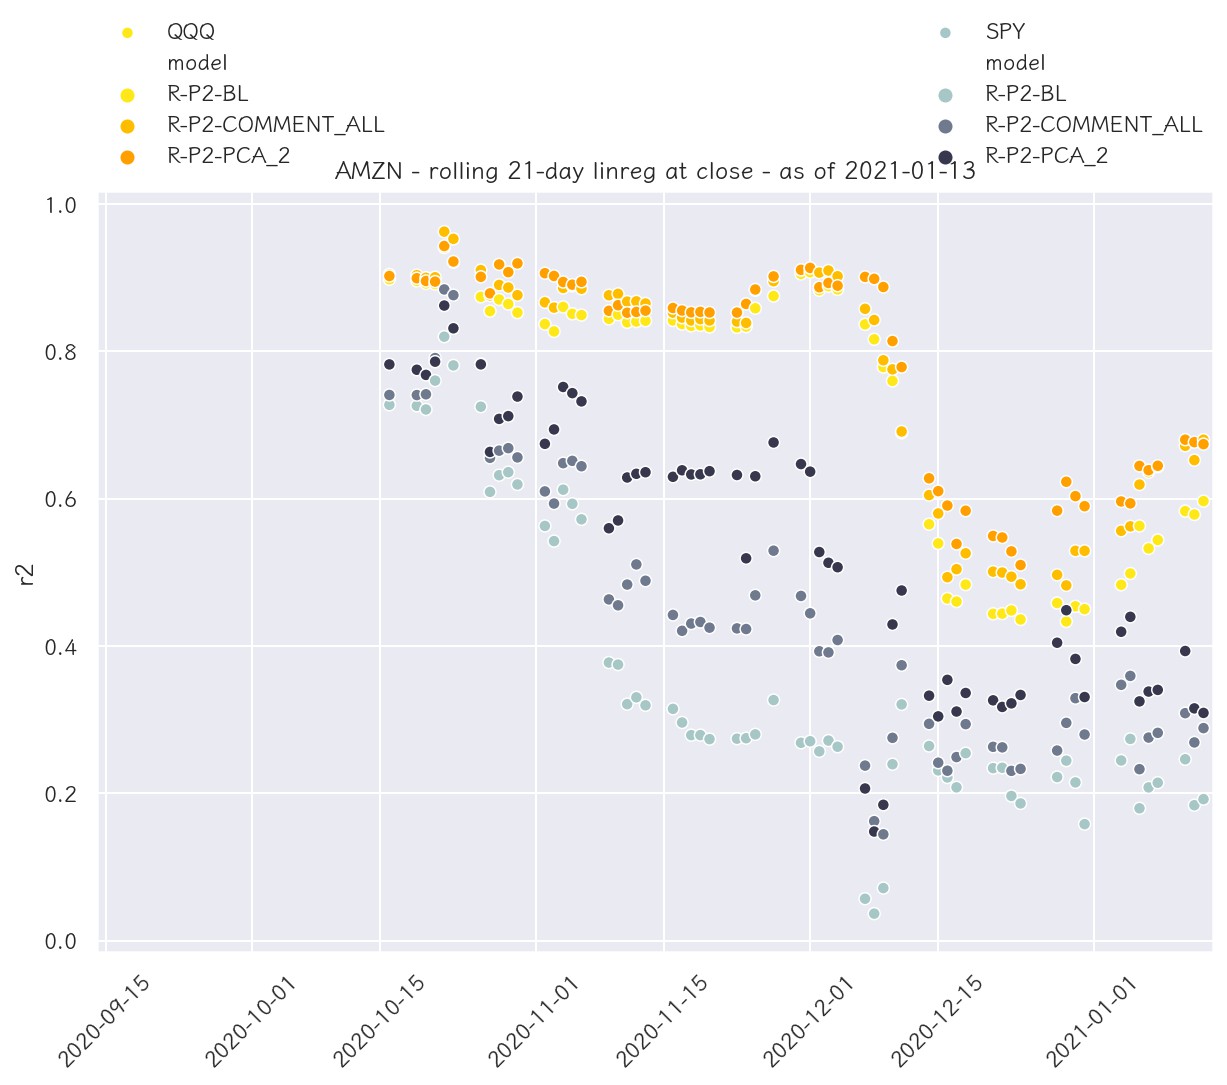 QQQ
model
R-P2-BL
R-P2-COMMENT_ALL
R-P2-PCA_2
SPY
model
R-P2-BL
R-P2-COMMENT_ALL
R-P2-PCA_2
AMZN - rolling 21-day linreg at close - as of 2021-01-13
1.0
0.8
0.6
0.4
0.2
0.0
r2
2020-09-15
2020-10-01
2020-10-15
2020-11-01
2020-11-15
2020-12-01
2020-12-15
2021-01-01